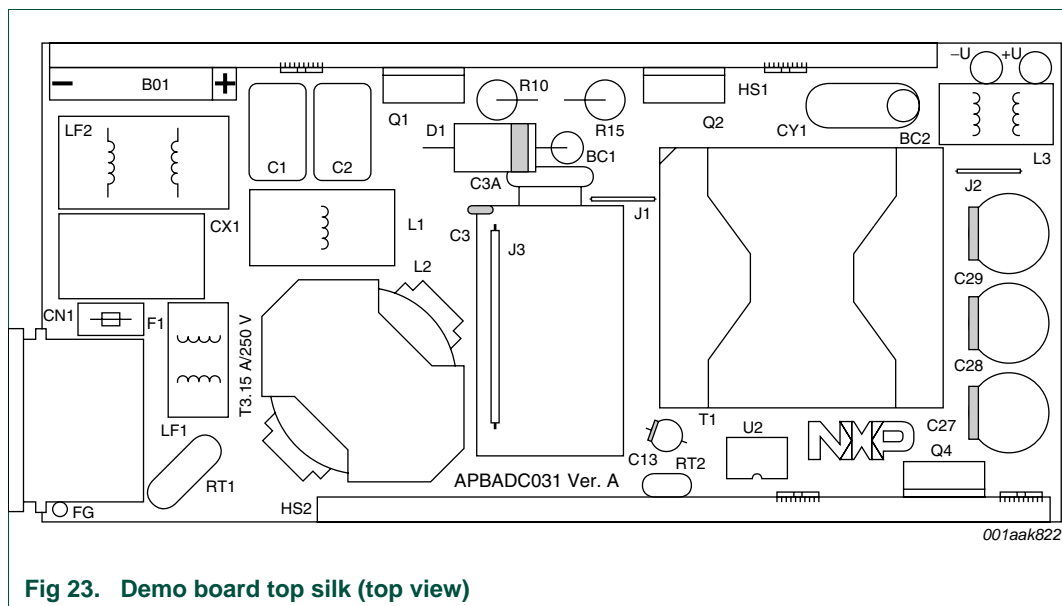 −U +U
− B01 +
R10
HS1
Q1
Q2
LF2
D1
R15
CY1
BC1
BC2
C1 C2
C3A
L3
J1
J2
CX1
L1
C3
J3
L2
C29
CN1
F1
T3.15 A/250 V
C28
LF1
T1
C27
U2
NXP
Q4
C13
RT2
RT1
APBADC031 Ver. A
HS2
FG
001aak822
Fig 23. Demo board top silk (top view)